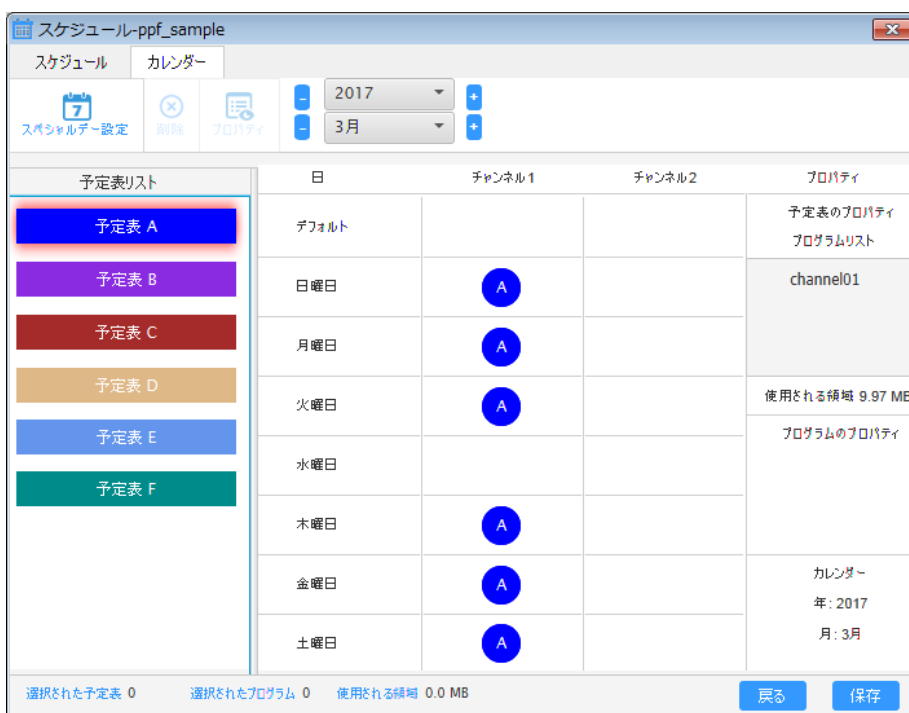 スケジュール-ppf_sample
スケジュール カレンダー
7
スペシャルデー設定 削除 プロパティ
- 2017 +
- 3月 +
予定表リスト 日 チャンネル1 チャンネル2 プロパティ
予定表 A
予定表 B
予定表 C
予定表 D
予定表 E
予定表 F
デフォルト
日曜日 A
月曜日 A
火曜日 A
水曜日
木曜日 A
金曜日 A
土曜日 A
予定表のプロパティ
プログラムリスト
channel01
使用される領域 9.97 MB
プログラムのプロパティ
カレンダー
年: 2017
月: 3月
選択された予定表 0 選択されたプログラム 0 使用される領域 0.0 MB 戻る 保存